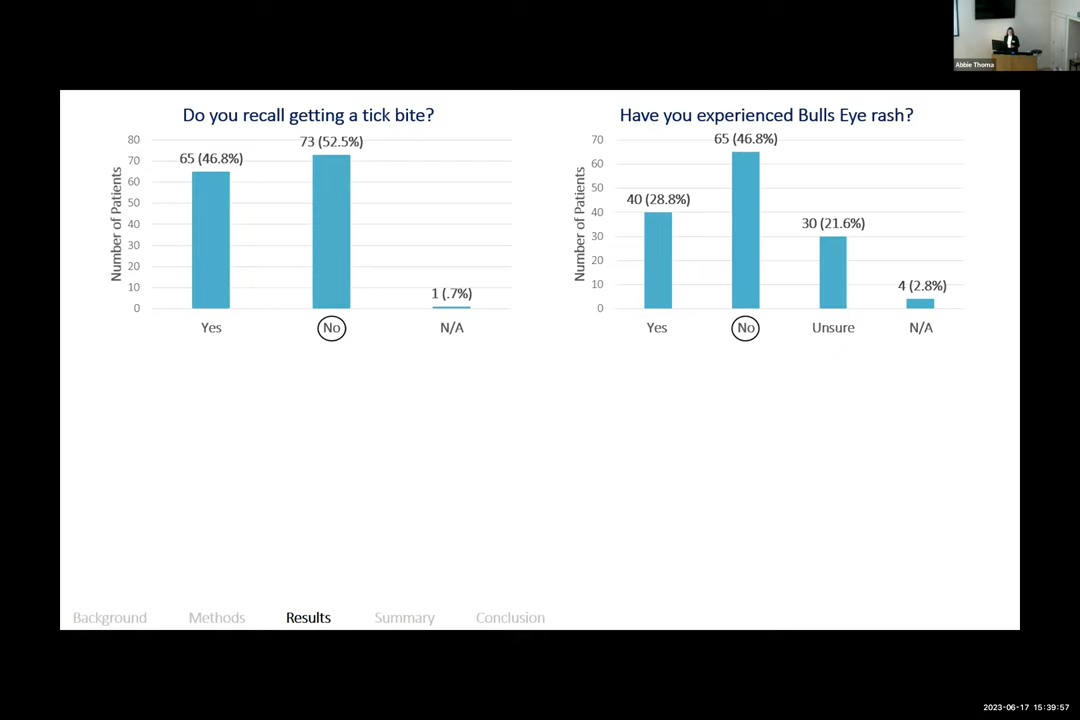 Abbie Thoma
Do you recall getting a tick bite?
Number of Patients
80
70
60
50
40
30
20
10
0
65 (46.8%)
73 (52.5%)
1 (.7%)
Yes
No
N/A
Have you experienced Bulls Eye rash?
Number of Patients
70
60
50
40
30
20
10
0
40 (28.8%)
65 (46.8%)
30 (21.6%)
4 (2.8%)
Yes
No
Unsure
N/A
Background Methods Results Summary Conclusion
2023-06-17 15:39:57